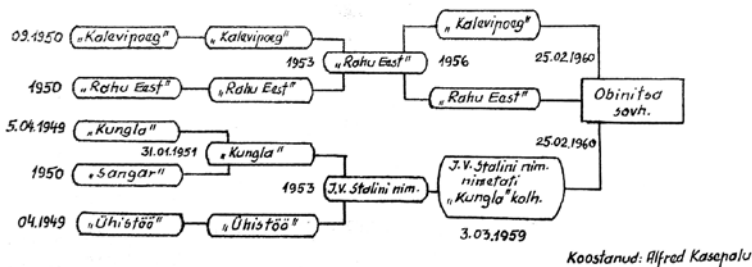 09.1950 „Kalevipoeg" „Kalevipoeg"
1950 „Rahu Eest" „Rahu Eest"
1953 „Rahu Eest" 1956
„Kalevipoeg"
25.02.1960
„Rahu Eest"
Obinitsa
sovh.
25.02.1960
5.04.1949 „Kungla"
31.01.1951 „Kungla"
1950 „Sangar"
04.1949 „Ühistöö" „Ühistöö"
1953 J.V. Stalini nim.
J.V. Stalini nim.
nimetati
„Kungla" kolh.
3.03.1959
Koostanud: Alfred Kasepalu